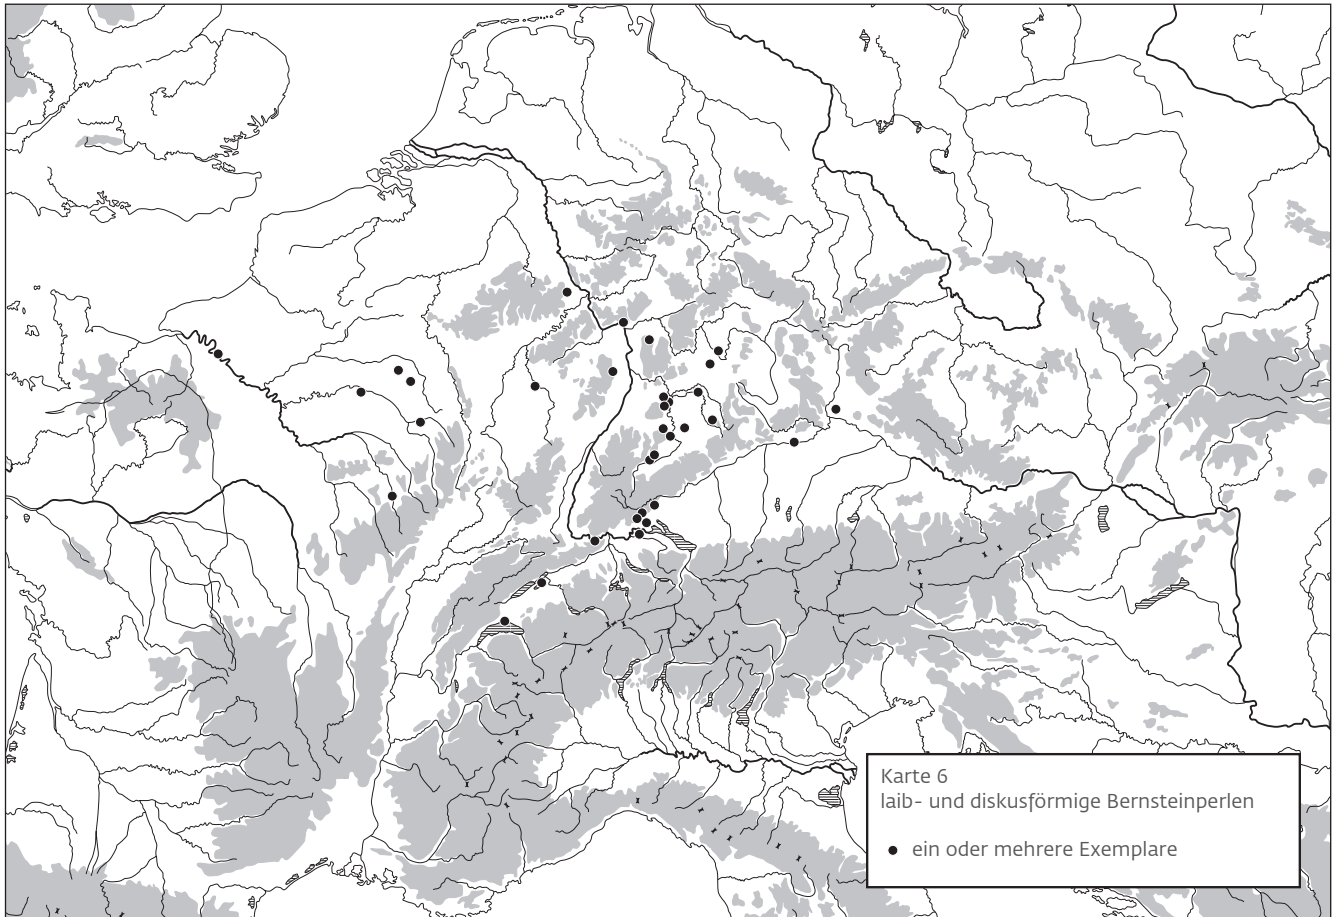 Karte 6
laib- und diskusförmige Bernsteinperlen
ein oder mehrere Exemplare